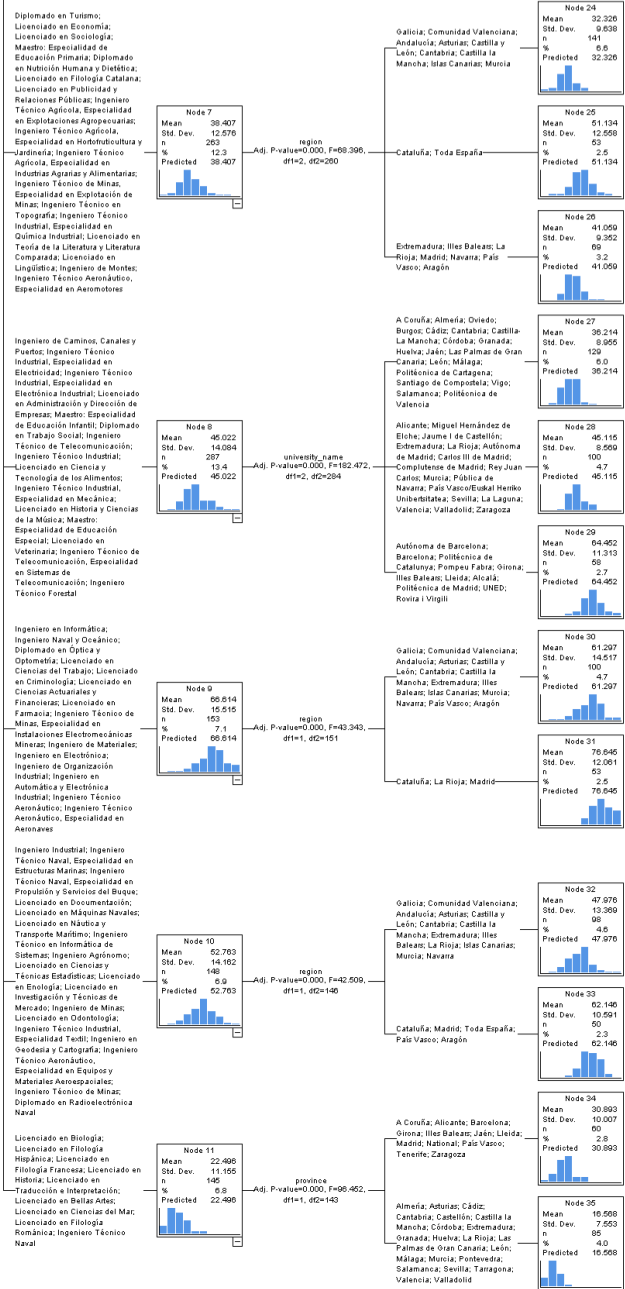 Diplomado en Turismo;
Licenciado en Economía;
Licenciado en Sociología;
Maestro: Especialidad de
Educación Primaria; Diplomado
en Nutrición Humana y Dietética;
Licenciado en Filología Catalana;
Licenciado en Publicidad y
Relaciones Públicas; Ingeniero
Técnico Agrícola, Especialidad
en Explotaciones Agropecuarias;
Ingeniero Técnico Agrícola,
Especialidad en Hortofruticultura y
Jardinería; Ingeniero Técnico
Agrícola, Especialidad en
Industrias Agrarias y Alimentarias;
Ingeniero Técnico de Minas,
Especialidad en Explotación de
Minas; Ingeniero Técnico en
Topografía; Ingeniero Técnico
Industrial, Especialidad en
Química Industrial; Licenciado en
Teoría de la Literatura y Literatura
Comparada; Licenciado en
Lingüística; Ingeniero de Montes;
Ingeniero Técnico Aeronáutico,
Especialidad en Aeromotores
Node 7
Mean 38.407
Std. Dev. 12.576
n 263
% 12.3
Predicted 38.407
region
Adj. P-value=0.000, F=68.396,
df1=2, df2=260
Galicia; Comunidad Valenciana;
Andalucía; Asturias; Castilla y
León; Cantabria; Castilla la
Mancha; Islas Canarias; Murcia
Node 24
Mean 32.326
Std. Dev. 9.638
n 141
% 6.6
Predicted 32.326
Cataluña; Toda España
Node 25
Mean 51.134
Std. Dev. 12.558
n 53
% 2.5
Predicted 51.134
Extremadura; Illes Balears; La
Rioja; Madrid; Navarra; País
Vasco; Aragón
Node 26
Mean 41.059
Std. Dev. 9.352
n 69
% 3.2
Predicted 41.059
Ingeniero de Caminos, Canales y
Puertos; Ingeniero Técnico
Industrial, Especialidad en
Electricidad; Ingeniero Técnico
Industrial, Especialidad en
Electrónica Industrial; Licenciado
en Administración y Dirección de
Empresas; Maestro: Especialidad
de Educación Infantil; Diplomado
en Trabajo Social; Ingeniero
Técnico de Telecomunicación;
Ingeniero Técnico Industrial;
Licenciado en Ciencia y
Tecnología de los Alimentos;
Ingeniero Técnico Industrial,
Especialidad en Mecánica;
Licenciado en Historia y Ciencias
de la Música; Maestro:
Especialidad de Educación
Especial; Licenciado en
Veterinaria; Ingeniero Técnico de
Telecomunicación, Especialidad
en Sistemas de
Telecomunicación; Ingeniero
Técnico Forestal
Node 8
Mean 45.022
Std. Dev. 14.084
n 287
% 13.4
Predicted 45.022
university_name
Adj. P-value=0.000, F=182.472,
df1=2, df2=284
A Coruña; Almería; Oviedo;
Burgos; Cádiz; Cantabria; Castilla-
La Mancha; Córdoba; Granada;
Huelva; Jaén; Las Palmas de Gran
Canaria; León; Málaga;
Politécnica de Cartagena;
Santiago de Compostela; Vigo;
Salamanca; Politécnica de
Valencia
Node 27
Mean 36.214
Std. Dev. 8.955
n 129
% 6.0
Predicted 36.214
Alicante; Miguel Hernández de
Elche; Jaume I de Castellón;
Extremadura; La Rioja; Autónoma
de Madrid; Carlos III de Madrid;
Complutense de Madrid; Rey Juan
Carlos; Murcia; Pública de
Navarra; País Vasco/Euskal Herriko
Unibertsitatea; Sevilla; La Laguna;
Valencia; Valladolid; Zaragoza
Node 28
Mean 45.115
Std. Dev. 8.569
n 100
% 4.7
Predicted 45.115
Autónoma de Barcelona;
Barcelona; Politécnica de
Catalunya; Pompeu Fabra; Girona;
Illes Balears; Lleida; Alcalá;
Politécnica de Madrid; UNED;
Rovira i Virgili
Node 29
Mean 64.452
Std. Dev. 11.313
n 58
% 2.7
Predicted 64.452
Ingeniero en Informática;
Ingeniero Naval y Oceánico;
Diplomado en Óptica y
Optometría; Licenciado en
Ciencias del Trabajo; Licenciado
en Criminología; Licenciado en
Ciencias Actuariales y
Financieras; Licenciado en
Farmacia; Ingeniero Técnico de
Minas, Especialidad en
Instalaciones Electromecánicas
Mineras; Ingeniero de Materiales;
Ingeniero en Electrónica;
Ingeniero de Organización
Industrial; Ingeniero en
Automática y Electrónica
Industrial; Ingeniero Técnico
Aeronáutico; Ingeniero Técnico
Aeronáutico, Especialidad en
Aeronaves
Node 9
Mean 66.614
Std. Dev. 15.515
n 153
% 7.1
Predicted 66.614
region
Adj. P-value=0.000, F=43.343,
df1=1, df2=151
Galicia; Comunidad Valenciana;
Andalucía; Asturias; Castilla y
León; Cantabria; Castilla la
Mancha; Extremadura; Illes
Balears; Islas Canarias; Murcia;
Navarra; País Vasco; Aragón
Node 30
Mean 61.297
Std. Dev. 14.517
n 100
% 4.7
Predicted 61.297
Cataluña; La Rioja; Madrid
Node 31
Mean 76.645
Std. Dev. 12.061
n 53
% 2.5
Predicted 76.645
Ingeniero Industrial; Ingeniero
Técnico Naval, Especialidad en
Estructuras Marinas; Ingeniero
Técnico Naval, Especialidad en
Propulsión y Servicios del Buque;
Licenciado en Documentación;
Licenciado en Máquinas Navales;
Licenciado en Náutica y
Transporte Marítimo; Ingeniero
Técnico en Informática de
Sistemas; Ingeniero Agrónomo;
Licenciado en Ciencias y
Técnicas Estadísticas; Licenciado
en Enología; Licenciado en
Investigación y Técnicas de
Mercado; Ingeniero de Minas;
Licenciado en Odontología;
Ingeniero Técnico Industrial,
Especialidad Textil; Ingeniero en
Geodesia y Cartografía; Ingeniero
Técnico Aeronáutico,
Especialidad en Equipos y
Materiales Aeroespaciales;
Ingeniero Técnico de Minas;
Diplomado en Radioelectrónica
Naval
Node 10
Mean 52.763
Std. Dev. 14.162
n 148
% 6.9
Predicted 52.763
region
Adj. P-value=0.000, F=42.509,
df1=1, df2=146
Galicia; Comunidad Valenciana;
Andalucía; Asturias; Castilla y
León; Cantabria; Castilla la
Mancha; Extremadura; Illes
Balears; La Rioja; Islas Canarias;
Murcia; Navarra
Node 32
Mean 47.976
Std. Dev. 13.369
n 98
% 4.6
Predicted 47.976
Cataluña; Madrid; Toda España;
País Vasco; Aragón
Node 33
Mean 62.146
Std. Dev. 10.591
n 50
% 2.3
Predicted 62.146
Licenciado en Biología;
Licenciado en Filología
Hispánica; Licenciado en
Filología Francesa; Licenciado en
Historia; Licenciado en
Traducción e Interpretación;
Licenciado en Bellas Artes;
Licenciado en Ciencias del Mar;
Licenciado en Filología
Románica; Ingeniero Técnico
Naval
Node 11
Mean 22.496
Std. Dev. 11.155
n 145
% 6.8
Predicted 22.496
province
Adj. P-value=0.000, F=96.452,
df1=1, df2=143
A Coruña; Alicante; Barcelona;
Girona; Illes Balears; Jaén; Lleida;
Madrid; National; País Vasco;
Tenerife; Zaragoza
Node 34
Mean 30.893
Std. Dev. 10.007
n 60
% 2.8
Predicted 30.893
Almería; Asturias; Cádiz;
Cantabria; Castellón; Castilla la
Mancha; Córdoba; Extremadura;
Granada; Huelva; La Rioja; Las
Palmas de Gran Canaria; León;
Málaga; Murcia; Pontevedra;
Salamanca; Sevilla; Tarragona;
Valencia; Valladolid
Node 35
Mean 16.568
Std. Dev. 7.553
n 85
% 4.0
Predicted 16.568